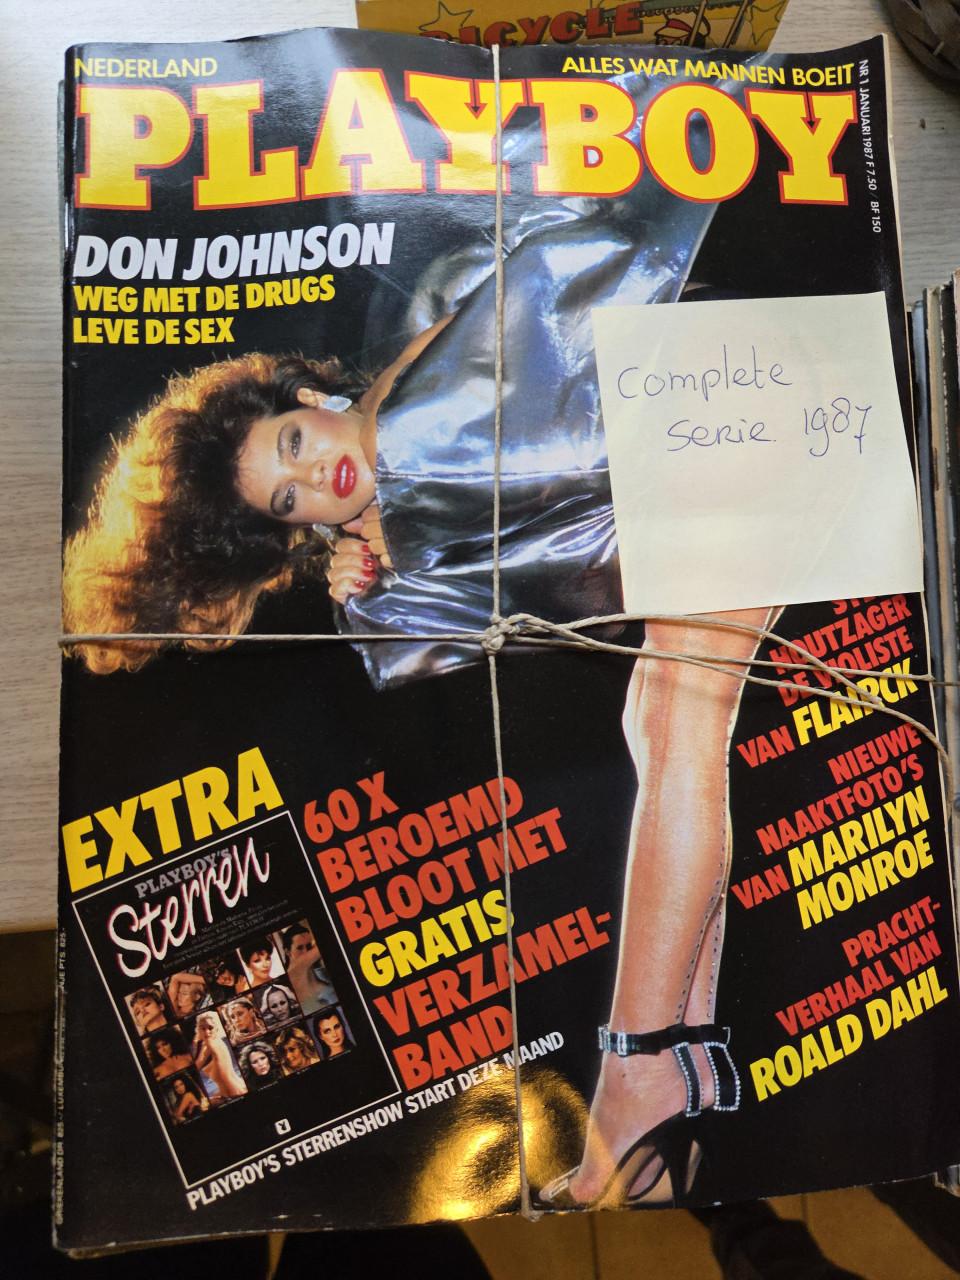 BICYCLE
NEDERLAND
ALLES WAT MANNEN BOEIT
PLAYBOY
NR 1 JANUARI 1987 F 7.50 / BF 150
DON JOHNSON
WEG MET DE DRUGS
LEVE DE SEX
complete
serie 1987
HOUTZAGER
DE VIOLISTE
VAN FLAIRCK
NIEUWE
NAAKTFOTO'S
VAN MARILYN
MONROE
PRACHT-
VERHAAL VAN
ROALD DAHL
EXTRA
PLAYBOY'S
Sterren
60 X
BEROEMD
BLOOT MET
GRATIS
VERZAMEL-
BAND
PLAYBOY'S STERRENSHOW START DEZE MAAND